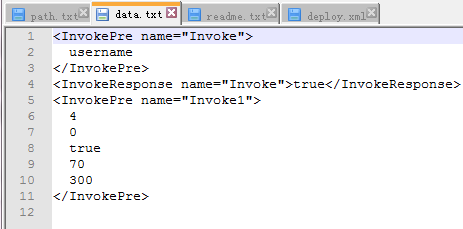 path.txt data.txt readme.txt deploy.xml
1 <InvokePre name="Invoke">
2 username
3 </InvokePre>
4 <InvokeResponse name="Invoke">true</InvokeResponse>
5 <InvokePre name="Invoke1">
6 4
7 0
8 true
9 70
10 300
11 </InvokePre>
12